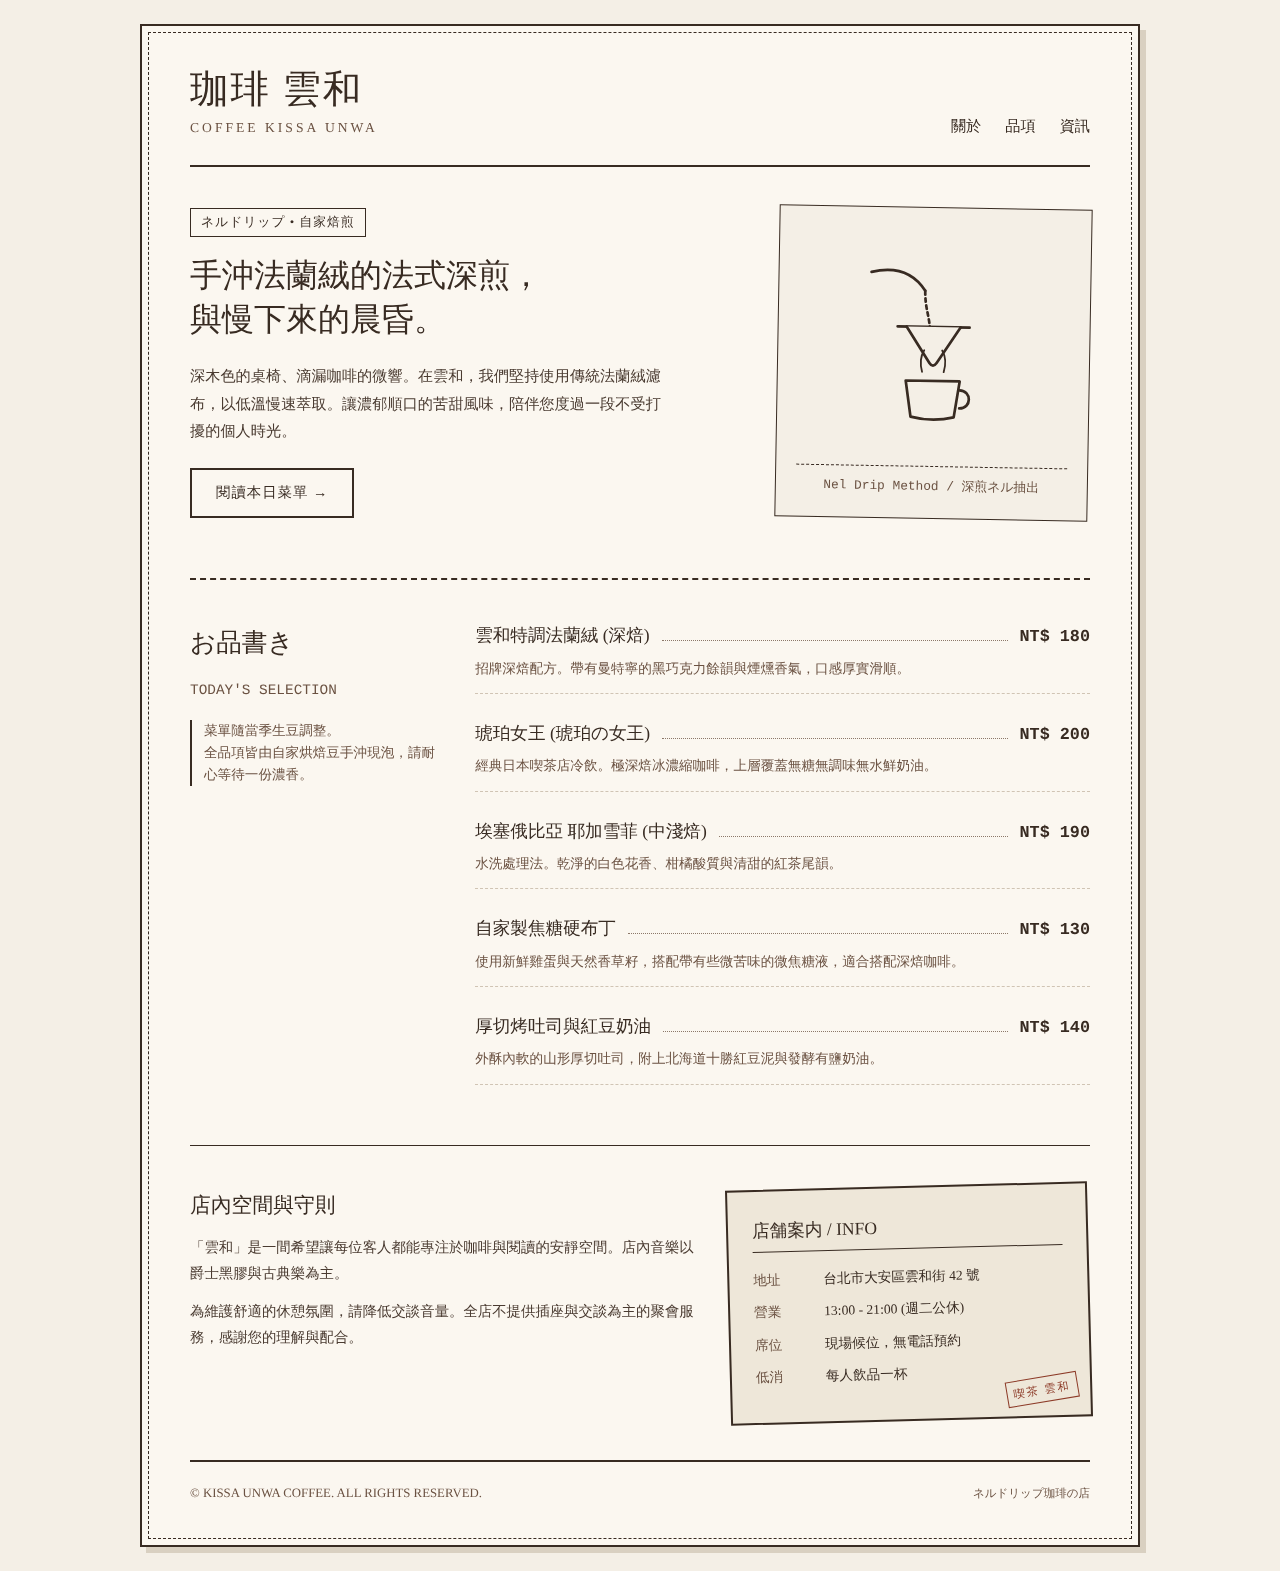 珈琲 雲和
COFFEE KISSA UNWA
關於 品項 資訊
ネルドリップ • 自家焙煎
手沖法蘭絨的法式深煎，
與慢下來的晨昏。
深木色的桌椅、滴漏咖啡的微響。在雲和，我們堅持使用傳統法蘭絨濾
布，以低溫慢速萃取。讓濃郁順口的苦甜風味，陪伴您度過一段不受打
擾的個人時光。
閱讀本日菜單 →
Nel Drip Method / 深煎ネル抽出
お品書き
TODAY'S SELECTION
菜單隨當季生豆調整。
全品項皆由自家烘焙豆手沖現泡，請耐
心等待一份濃香。
雲和特調法蘭絨 (深焙) NT$ 180
招牌深焙配方。帶有曼特寧的黑巧克力餘韻與煙燻香氣，口感厚實滑順。
琥珀女王 (琥珀の女王) NT$ 200
經典日本喫茶店冷飲。極深焙冰濃縮咖啡，上層覆蓋無糖無調味無水鮮奶油。
埃塞俄比亞 耶加雪菲 (中淺焙) NT$ 190
水洗處理法。乾淨的白色花香、柑橘酸質與清甜的紅茶尾韻。
自家製焦糖硬布丁 NT$ 130
使用新鮮雞蛋與天然香草籽，搭配帶有些微苦味的微焦糖液，適合搭配深焙咖啡。
厚切烤吐司與紅豆奶油 NT$ 140
外酥內軟的山形厚切吐司，附上北海道十勝紅豆泥與發酵有鹽奶油。
店內空間與守則
「雲和」是一間希望讓每位客人都能專注於咖啡與閱讀的安靜空間。店內音樂以
爵士黑膠與古典樂為主。
為維護舒適的休憩氛圍，請降低交談音量。全店不提供插座與交談為主的聚會服
務，感謝您的理解與配合。
店舗案内 / INFO
地址 台北市大安區雲和街 42 號
營業 13:00 - 21:00 (週二公休)
席位 現場候位，無電話預約
低消 每人飲品一杯
喫茶 雲和
© KISSA UNWA COFFEE. ALL RIGHTS RESERVED.
ネルドリップ珈琲の店